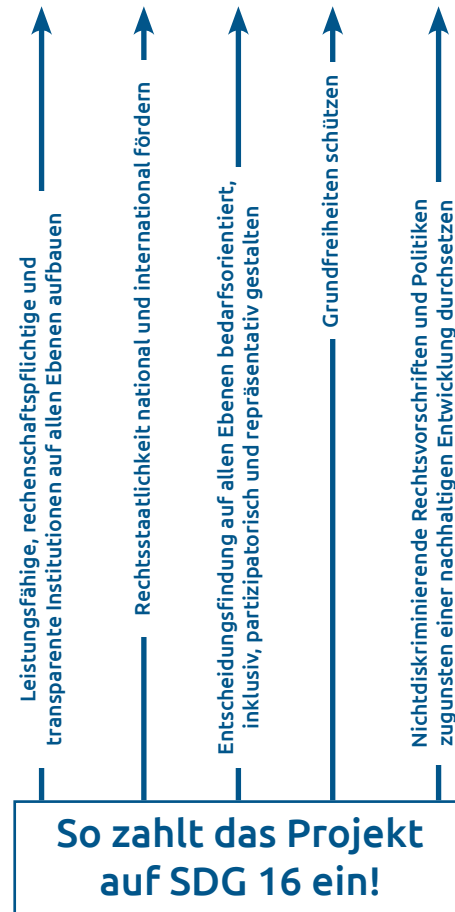 Leistungsfähige, rechenschaftspflichtige und
transparente Institutionen auf allen Ebenen aufbauen
Rechtsstaatlichkeit national und international fördern
Entscheidungsfindung auf allen Ebenen bedarfsorientiert,
inklusiv, partizipatorisch und repräsentativ gestalten
Grundfreiheiten schützen
Nichtdiskriminierende Rechtsvorschriften und Politiken
zugunsten einer nachhaltigen Entwicklung durchsetzen
So zahlt das Projekt
auf SDG 16 ein!